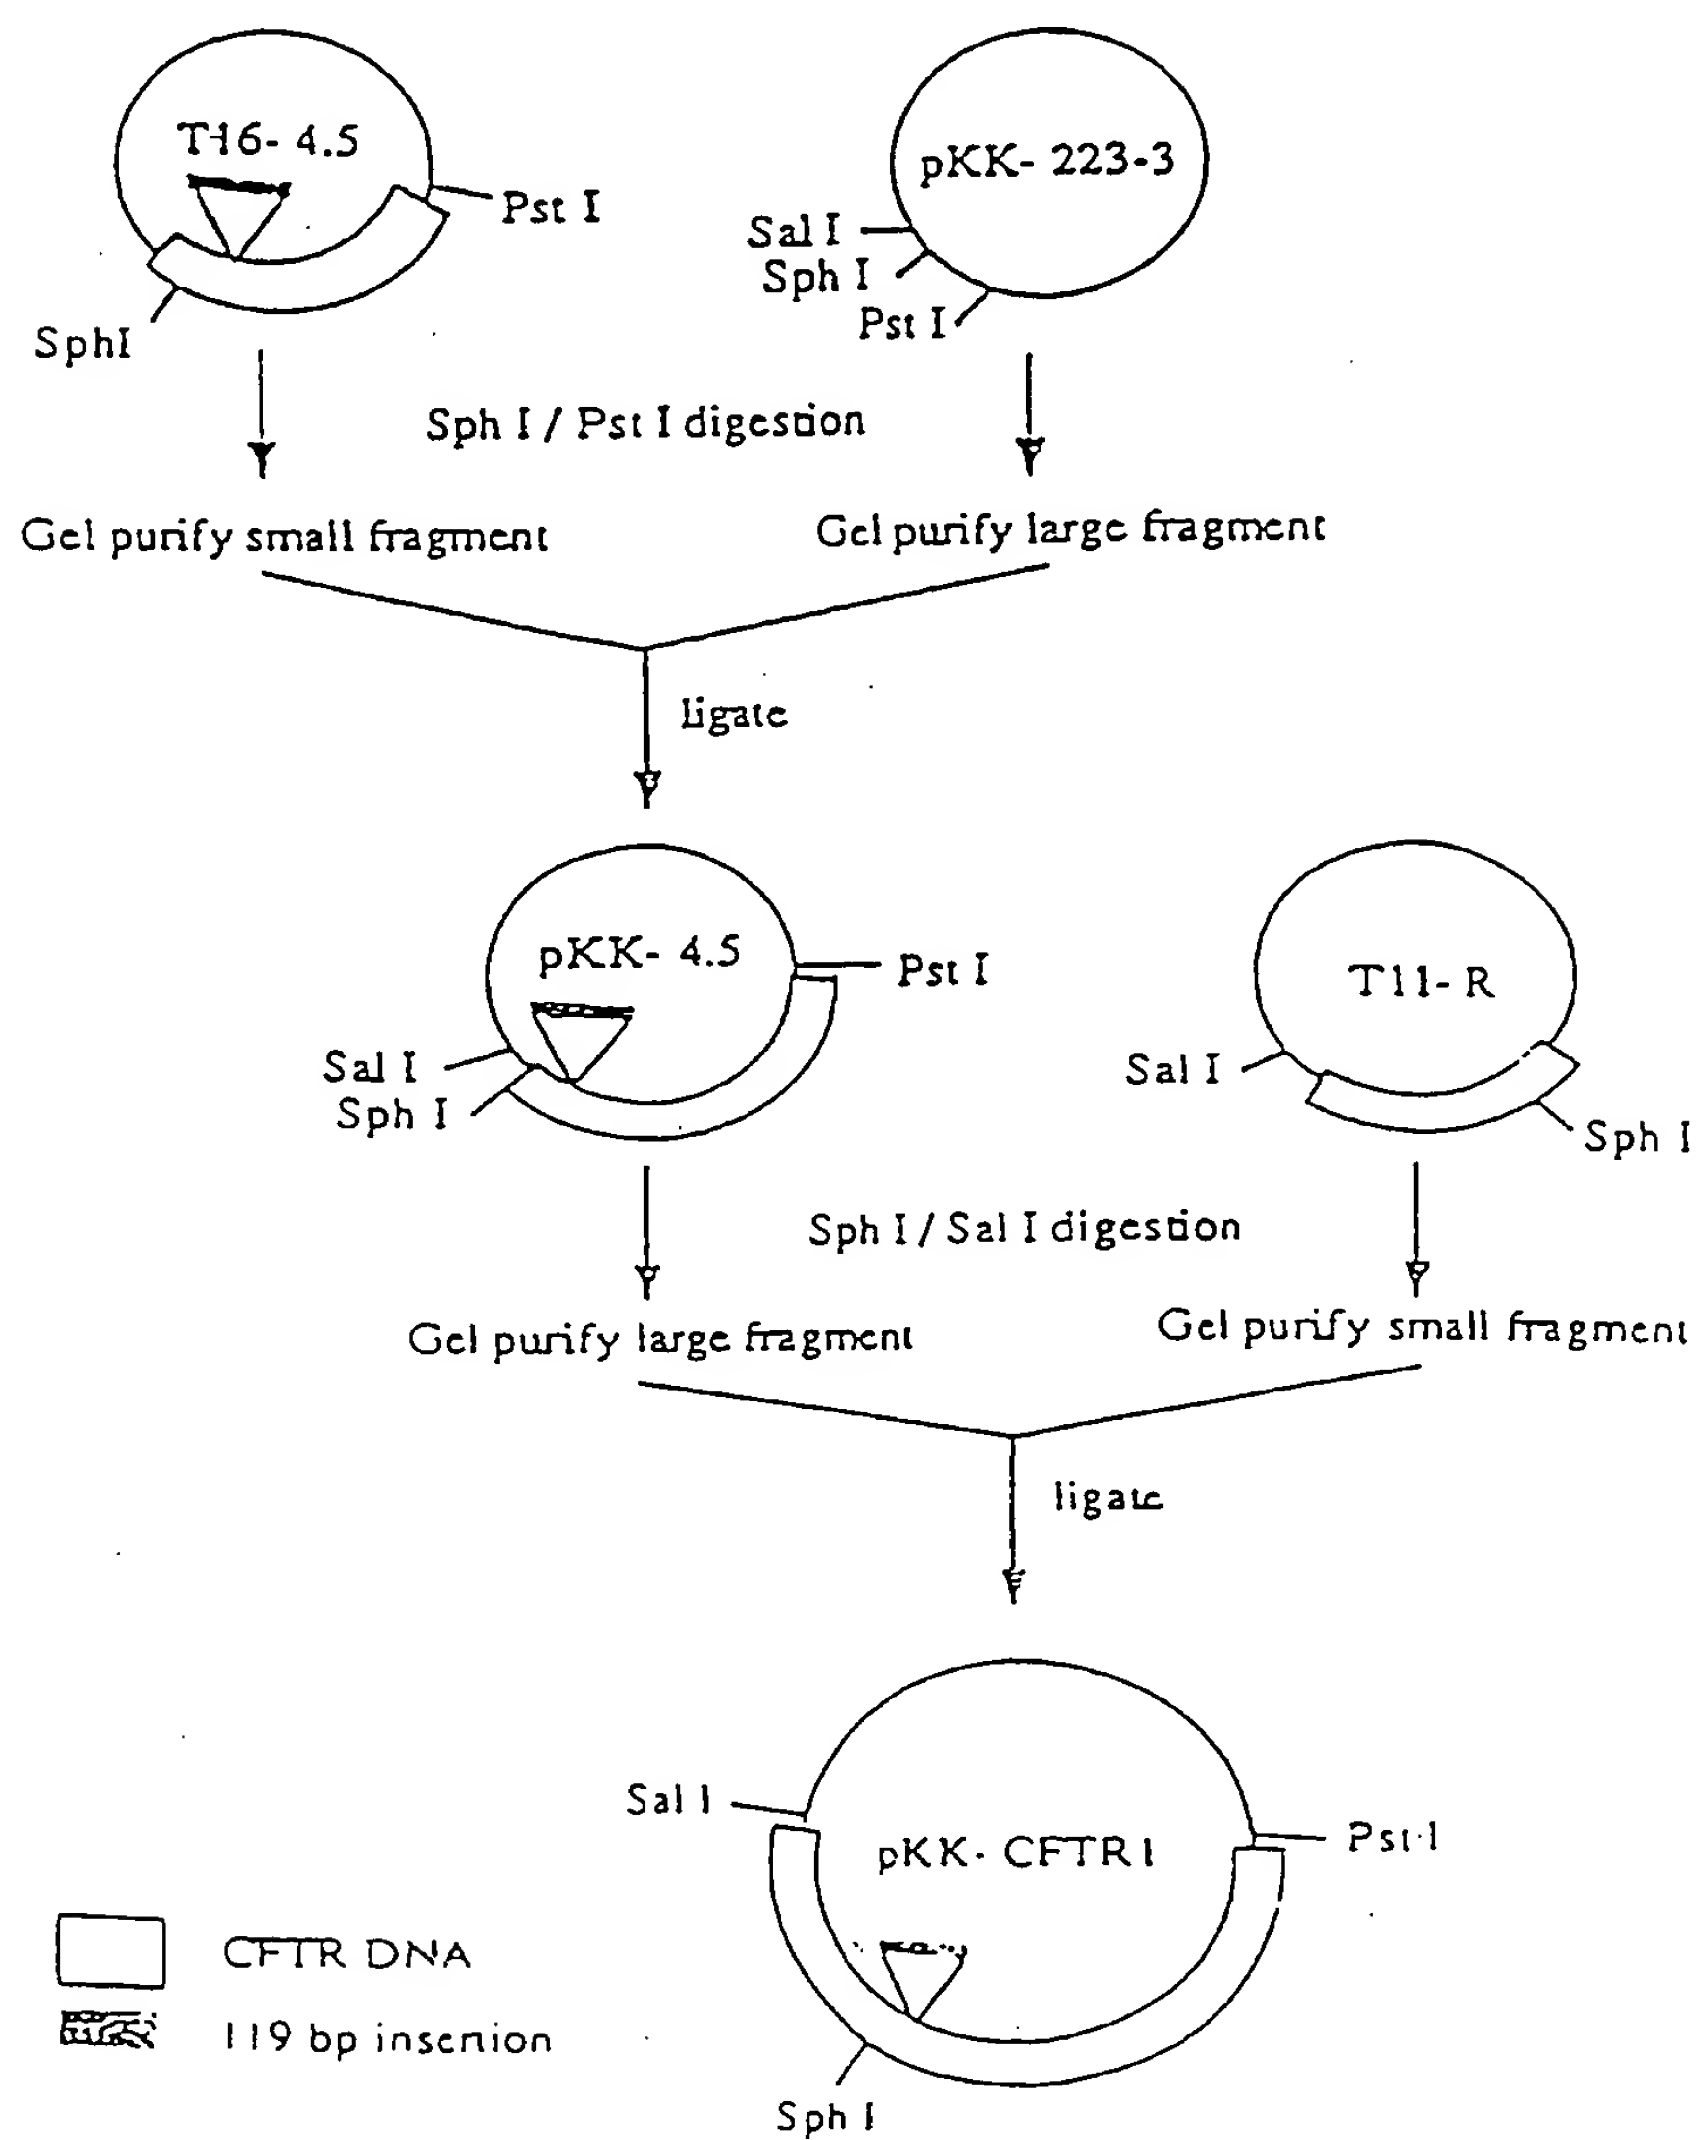 T16- 4.5
pKK- 223-3
Pst I
Sal I
Sph I
Pst I
SphI
Sph I / Pst I digestion
Gel purify small fragment
Gel purify large fragment
ligate
pKK- 4.5
Pst I
T11- R
Sal I
Sph I
Sal I
Sph I
Sph I / Sal I digestion
Gel purify large fragment
Gel purify small fragment
ligate
Sal I
pKK- CFTR1
Pst I
CFTR DNA
119 bp insertion
Sph I